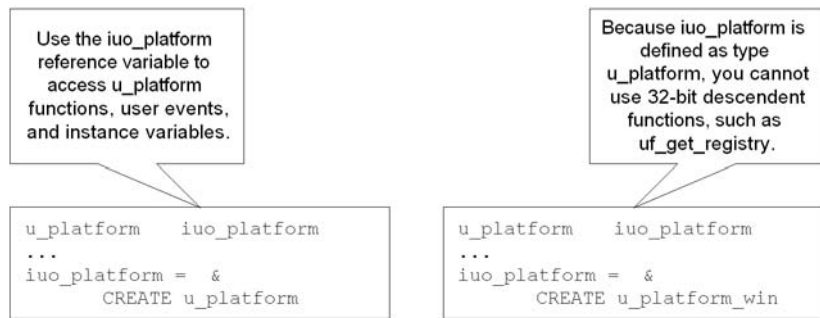 Use the iuo_platform
reference variable to
access u_platform
functions, user events,
and instance variables.
Because iuo_platform is
defined as type
u_platform, you cannot
use 32-bit descendent
functions, such as
uf_get_registry.
u_platform iuo_platform
...
iuo_platform = &
CREATE u_platform
u_platform iuo_platform
...
iuo_platform = &
CREATE u_platform_win